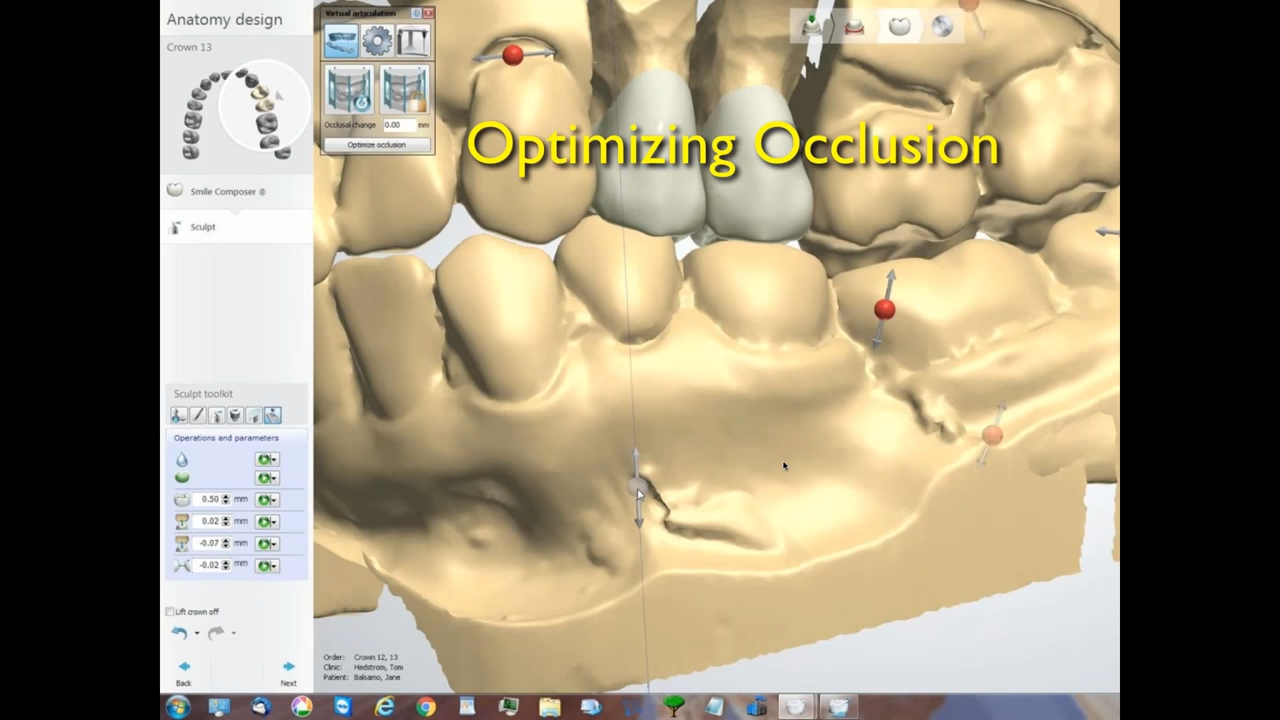 Anatomy design
Crown 13
Smile Composer ®
Sculpt
Sculpt toolkit
Operations and parameters
0.50 mm
0.02 mm
-0.07 mm
-0.02 mm
Lift crown off
Back Next
Virtual articulation
Occlusal change 0.00 mm
Optimize occlusion
Optimizing Occlusion
Order: Crown 12, 13
Clinic: Hedstrom, Tom
Patient: Balsamo, Jane